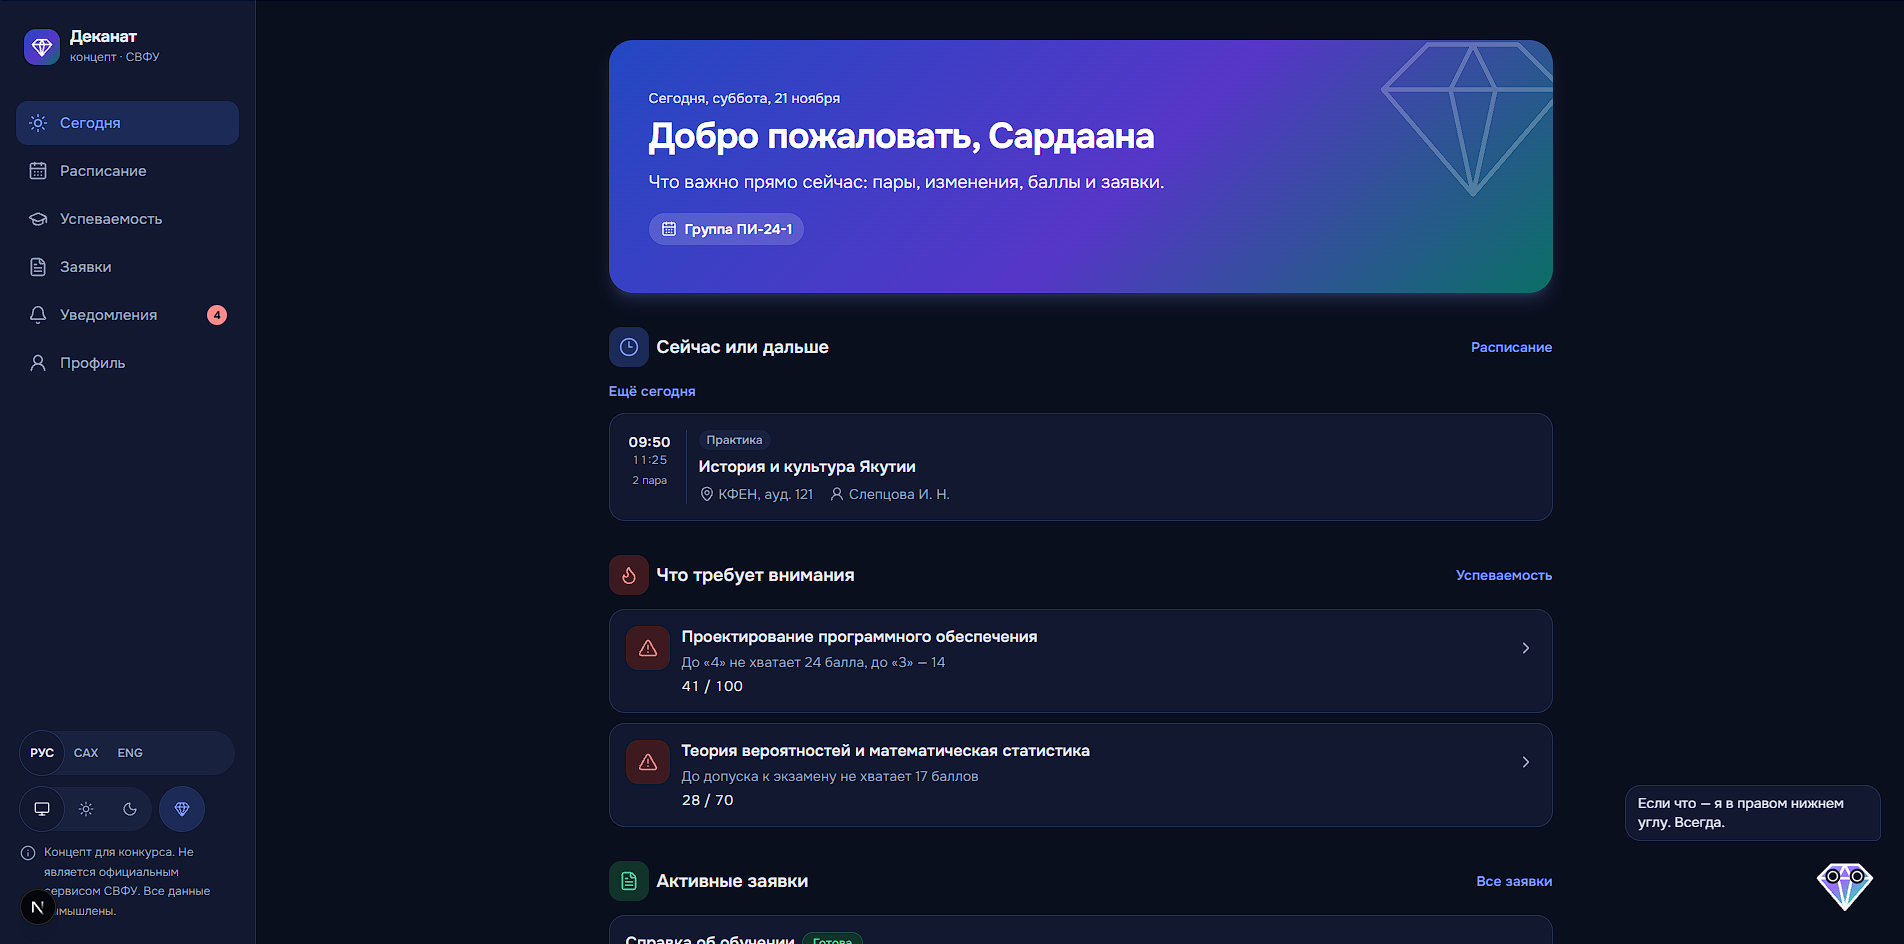 Деканат
концепт · СВФУ
Сегодня
Расписание
Успеваемость
Заявки
Уведомления
4
Профиль
РУС
САХ
ENG
Концепт для конкурса. Не
является официальным
сервисом СВФУ. Все данные
мышлены.
N
Сегодня, суббота, 21 ноября
Добро пожаловать, Сардаана
Что важно прямо сейчас: пары, изменения, баллы и заявки.
Группа ПИ-24-1
Сейчас или дальше
Расписание
Ещё сегодня
09:50
11:25
2 пара
Практика
История и культура Якутии
КФЕН, ауд. 121
Слепцова И. Н.
Что требует внимания
Успеваемость
Проектирование программного обеспечения
До «4» не хватает 24 балла, до «3» — 14
41 / 100
Теория вероятностей и математическая статистика
До допуска к экзамену не хватает 17 баллов
28 / 70
Активные заявки
Все заявки
Справка об обучении
Готова
Если что — я в правом нижнем
углу. Всегда.